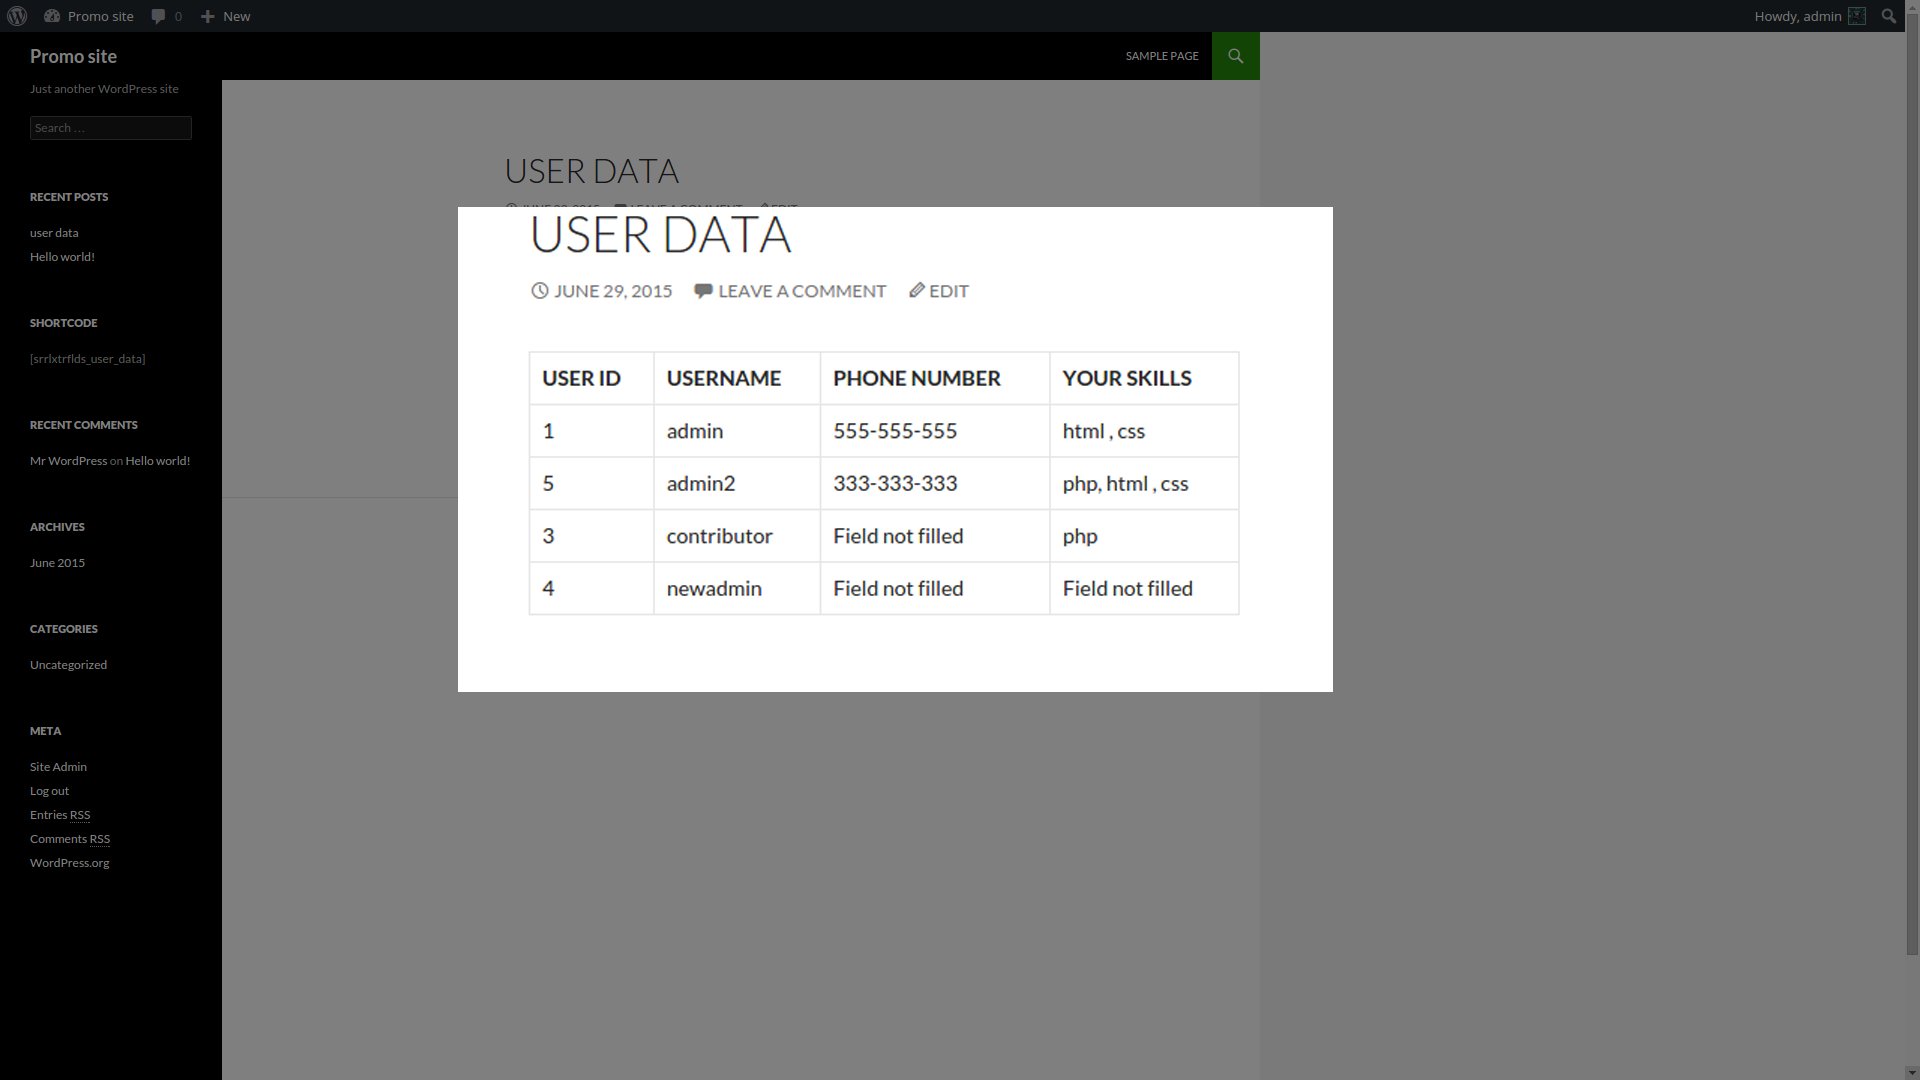 Promo site 0 New Howdy, admin
Promo site
SAMPLE PAGE
Just another WordPress site
Search …
RECENT POSTS
user data
Hello world!
SHORTCODE
[srrlxtrflds_user_data]
RECENT COMMENTS
Mr WordPress on Hello world!
ARCHIVES
June 2015
CATEGORIES
Uncategorized
META
Site Admin
Log out
Entries RSS
Comments RSS
WordPress.org
USER DATA
USER DATA
JUNE 29, 2015 LEAVE A COMMENT EDIT
USER ID USERNAME PHONE NUMBER YOUR SKILLS
1 admin 555-555-555 html , css
5 admin2 333-333-333 php, html , css
3 contributor Field not filled php
4 newadmin Field not filled Field not filled